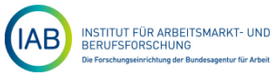 IAB
INSTITUT FÜR ARBEITSMARKT- UND
BERUFSFORSCHUNG
Die Forschungseinrichtung der Bundesagentur für Arbeit